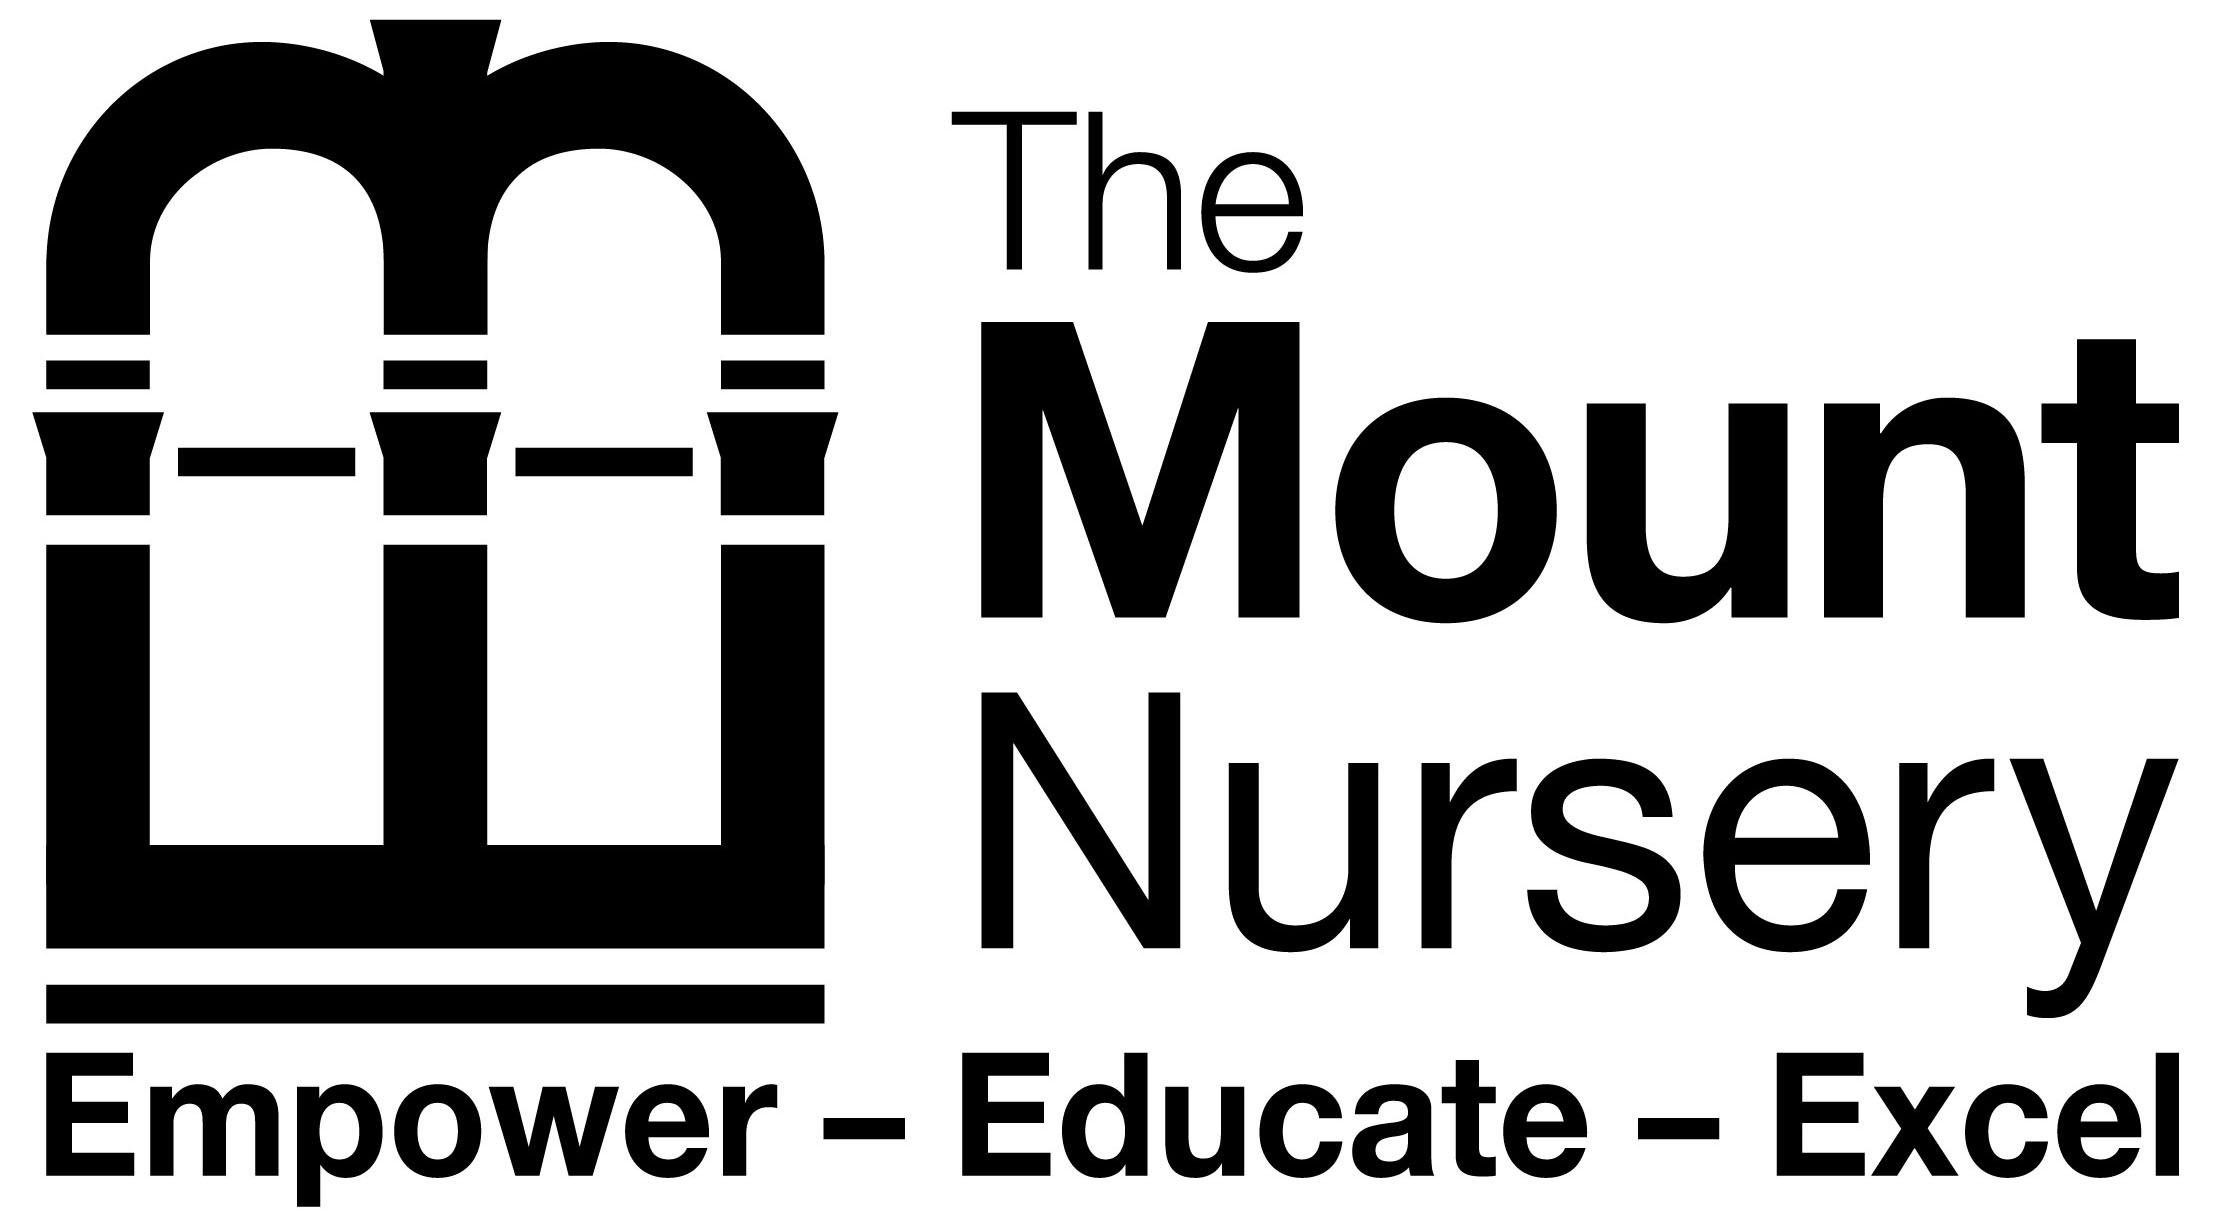 The
Mount
Nursery
Empower – Educate – Excel